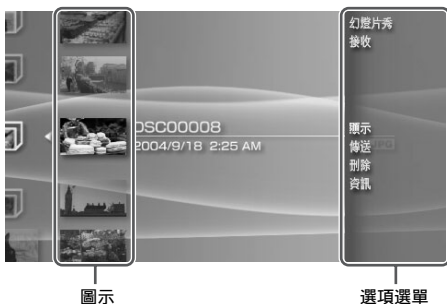 幻燈片秀
接收
DSC00008
2004/9/18 2:25 AM
顯示
傳送
刪除
資訊
圖示
選項選單